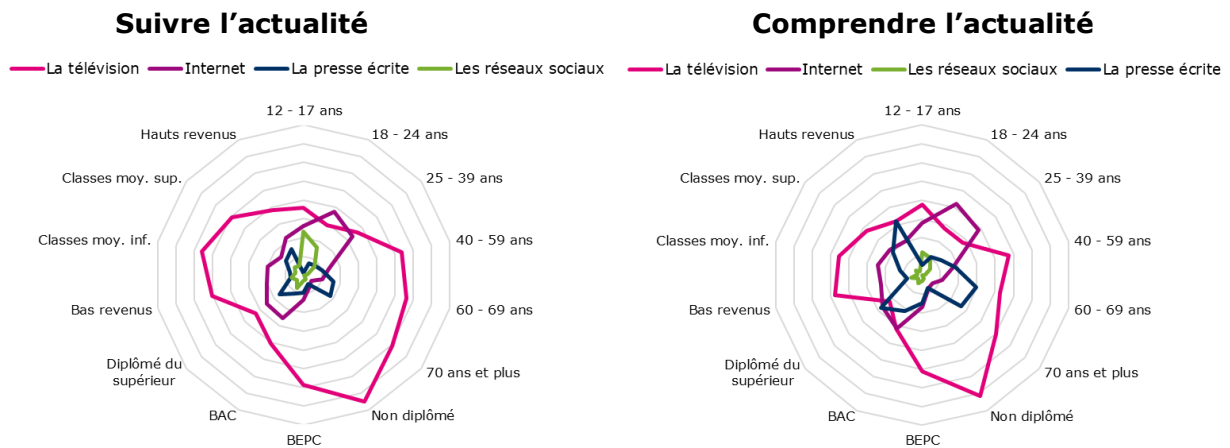 Suivre l’actualité
La télévision Internet La presse écrite Les réseaux sociaux
12 - 17 ans
18 - 24 ans
25 - 39 ans
40 - 59 ans
60 - 69 ans
70 ans et plus
Non diplômé
BEPC
BAC
Diplômé du
supérieur
Bas revenus
Classes moy. inf.
Classes moy. sup.
Hauts revenus
Comprendre l’actualité
La télévision Internet Les réseaux sociaux La presse écrite
12 - 17 ans
18 - 24 ans
25 - 39 ans
40 - 59 ans
60 - 69 ans
70 ans et plus
Non diplômé
BEPC
BAC
Diplômé du
supérieur
Bas revenus
Classes moy. inf.
Classes moy. sup.
Hauts revenus